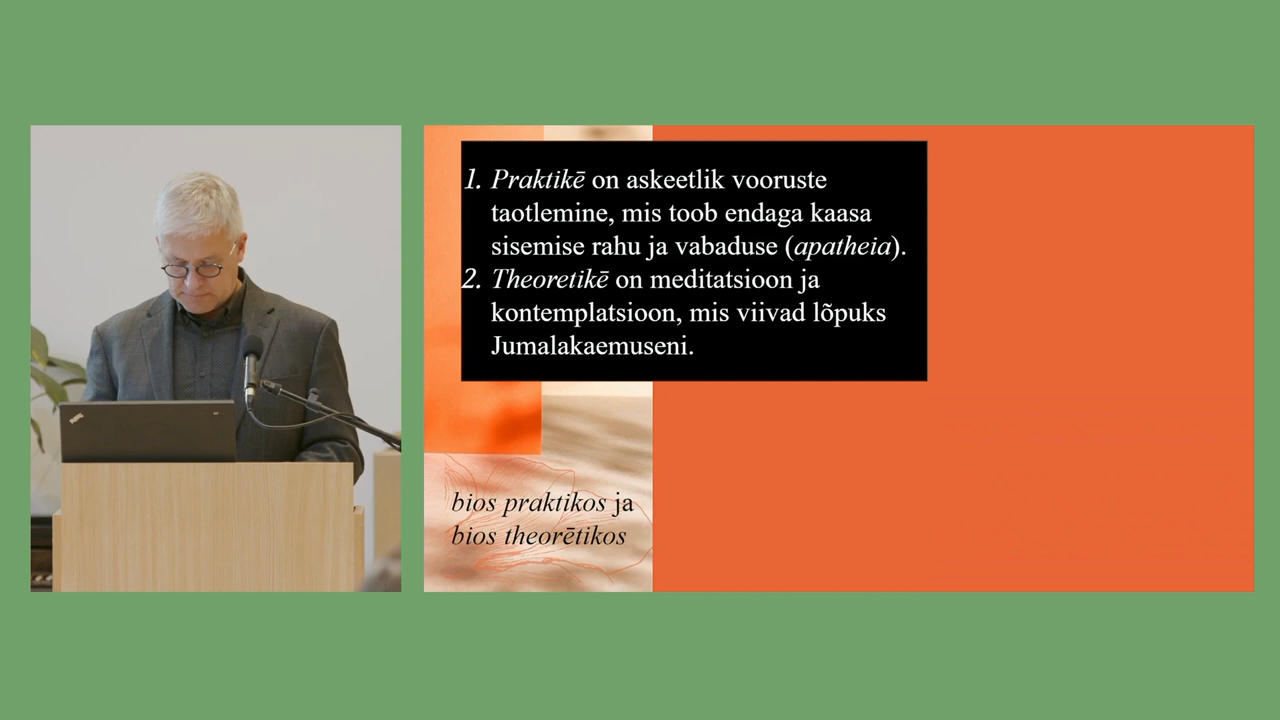 1. Praktikē on askeetlik vooruste
taotlemine, mis toob endaga kaasa
sisemise rahu ja vabaduse (apatheia).
2. Theoretikē on meditatsioon ja
kontemplatsioon, mis viivad lõpuks
Jumalakaemuseni.
bios praktikos ja
bios theorētikos